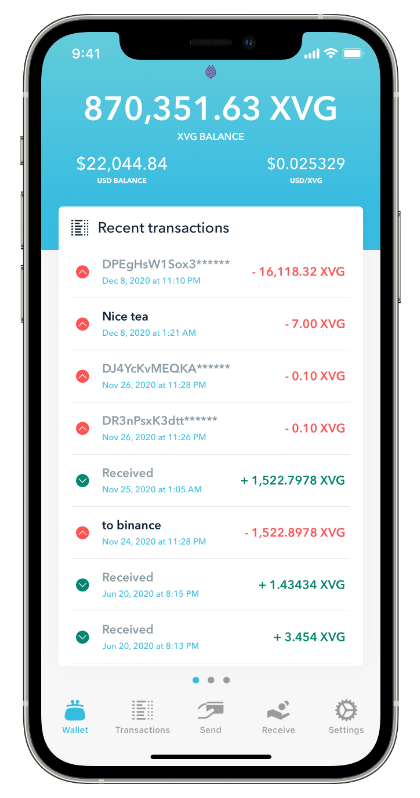 9:41
870,351.63 XVG
XVG BALANCE
$22,044.84 $0.025329
USD BALANCE USD/XVG
Recent transactions
DPEgHsW1Sox3******
- 16,118.32 XVG
Dec 8, 2020 at 11:10 PM
Nice tea
- 7.00 XVG
Dec 8, 2020 at 1:21 AM
DJ4YcKvMEQKA******
- 0.10 XVG
Nov 26, 2020 at 11:28 PM
DR3nPsxK3dtt******
- 0.10 XVG
Nov 26, 2020 at 11:26 PM
Received
+ 1,522.7978 XVG
Nov 25, 2020 at 1:05 AM
to binance
- 1,522.8978 XVG
Nov 24, 2020 at 11:28 PM
Received
+ 1.43434 XVG
Jun 20, 2020 at 8:15 PM
Received
+ 3.454 XVG
Jun 20, 2020 at 8:13 PM
Wallet Transactions Send Receive Settings